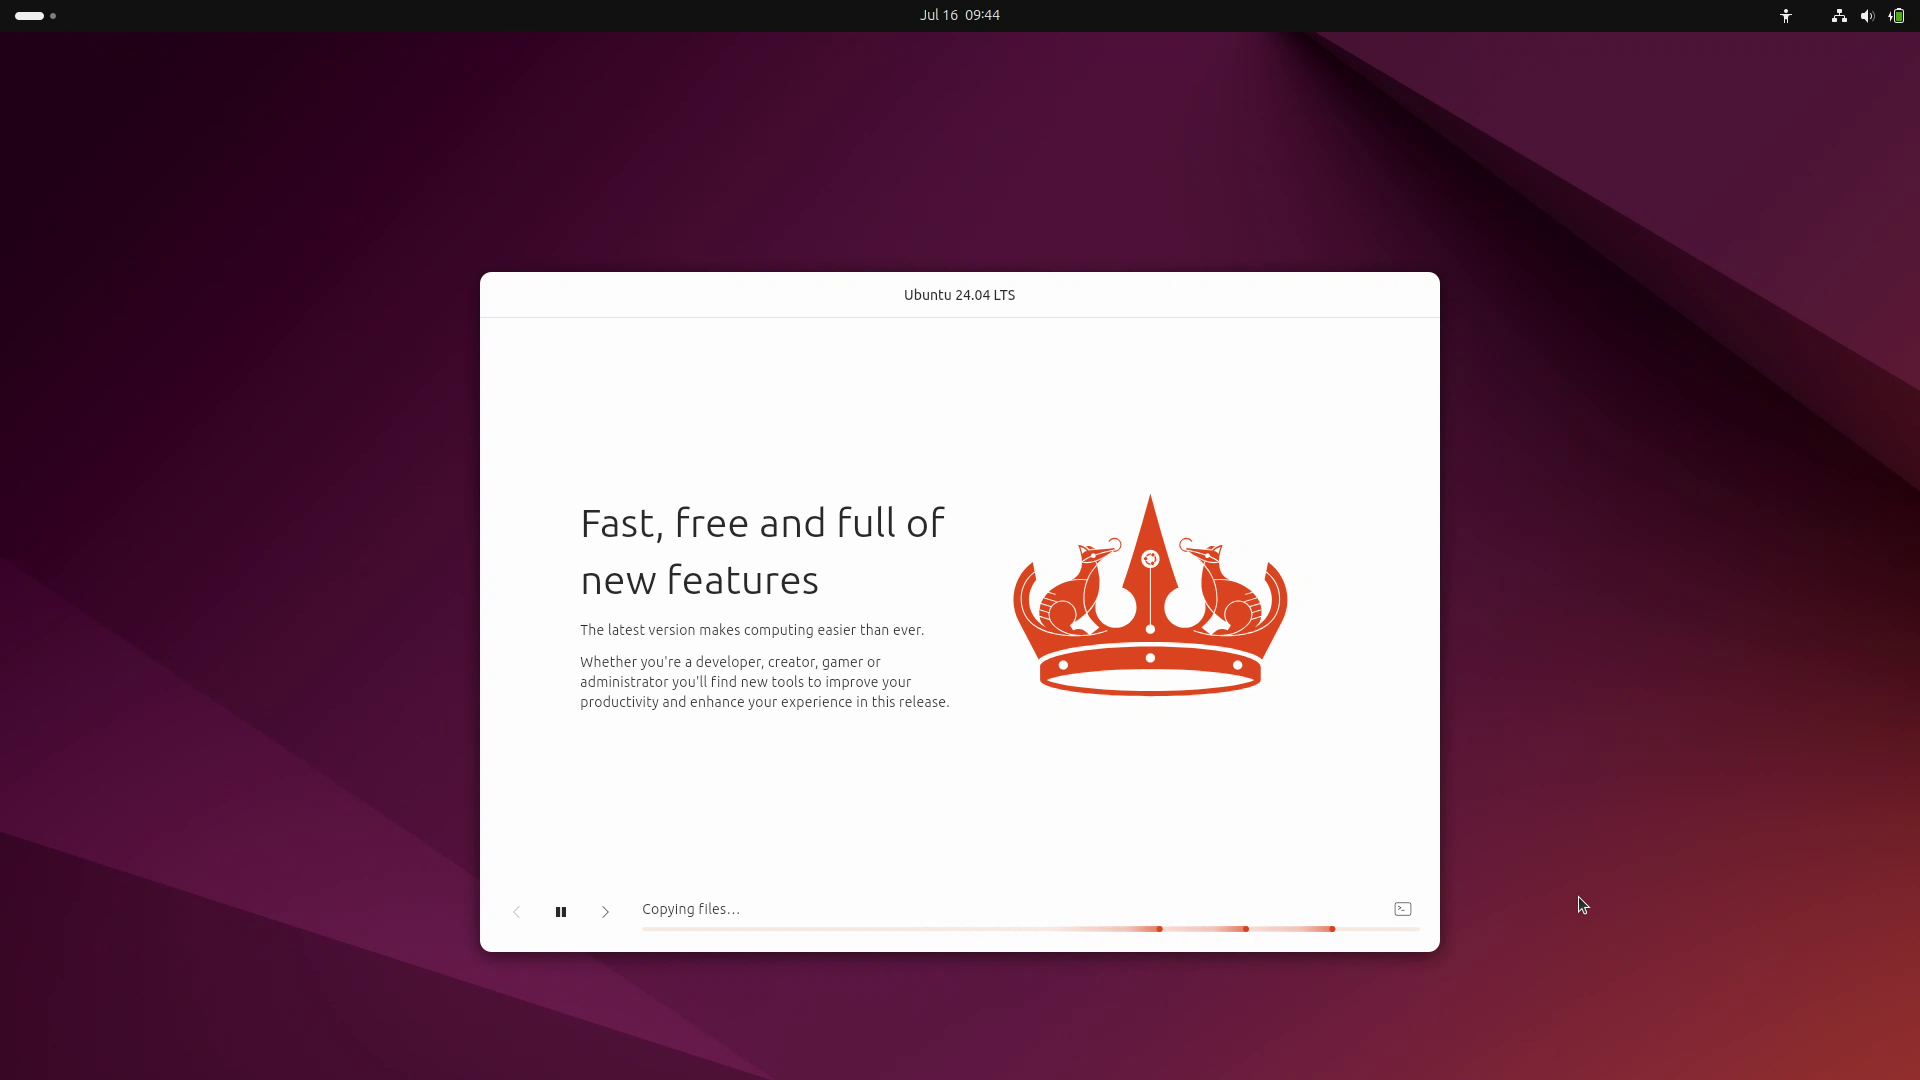 Jul 16 09:44
Ubuntu 24.04 LTS
Fast, free and full of
new features
The latest version makes computing easier than ever.
Whether you're a developer, creator, gamer or
administrator you'll find new tools to improve your
productivity and enhance your experience in this release.
Copying files…